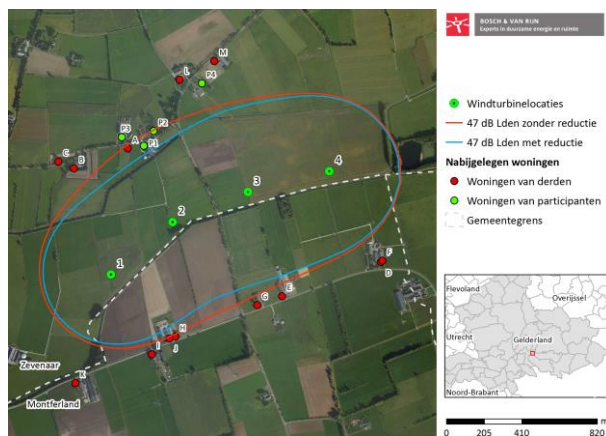 BOSCH & VAN RIJN
Experts in duurzame energie en ruimte
Windturbinelocaties
47 dB Lden zonder reductie
47 dB Lden met reductie
Nabijgelegen woningen
Woningen van derden
Woningen van participanten
Gemeentegrens
M
L
P4
P3
P2
A
P1
C
B
4
3
2
1
F
D
E
G
H
I
J
K
Zevenaar
Montferland
Flevoland
Overijssel
Utrecht
Gelderland
Noord-Brabant
m
0
205
410
820